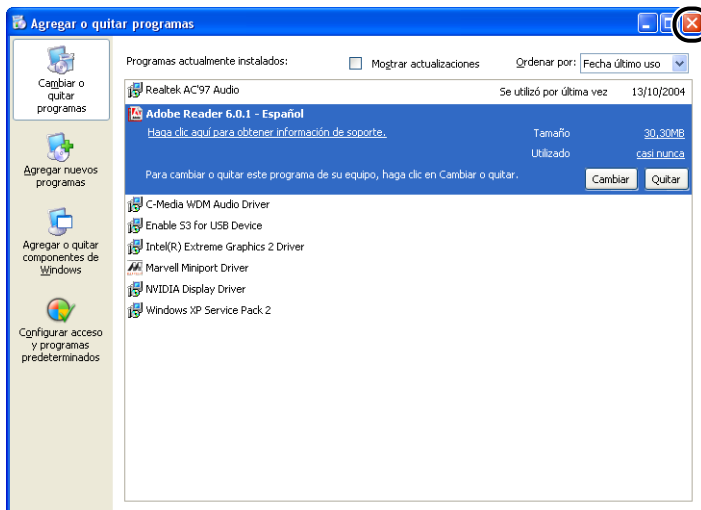 Agregar o quitar programas
Cambiar o
quitar
programas
Agregar nuevos
programas
Agregar o quitar
componentes de
Windows
Configurar acceso
y programas
predeterminados
Programas actualmente instalados:
Mostrar actualizaciones
Ordenar por:
Fecha último uso
Realtek AC'97 Audio
Se utilizó por última vez 13/10/2004
Adobe Reader 6.0.1 - Español
Haga clic aquí para obtener información de soporte.
Tamaño 30,30MB
Utilizado casi nunca
Para cambiar o quitar este programa de su equipo, haga clic en Cambiar o quitar.
Cambiar
Quitar
C-Media WDM Audio Driver
Enable S3 for USB Device
Intel(R) Extreme Graphics 2 Driver
Marvell Miniport Driver
NVIDIA Display Driver
Windows XP Service Pack 2